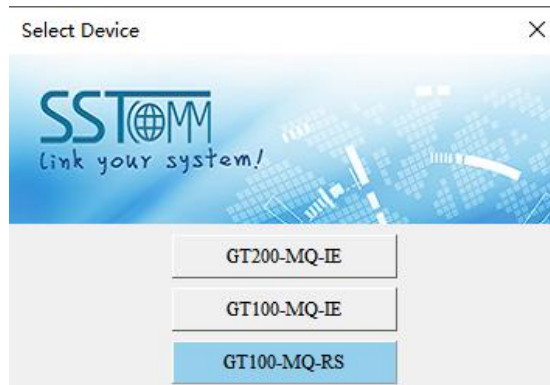 Select Device
SSTCOMM
Link your system!
GT200-MQ-IE
GT100-MQ-IE
GT100-MQ-RS